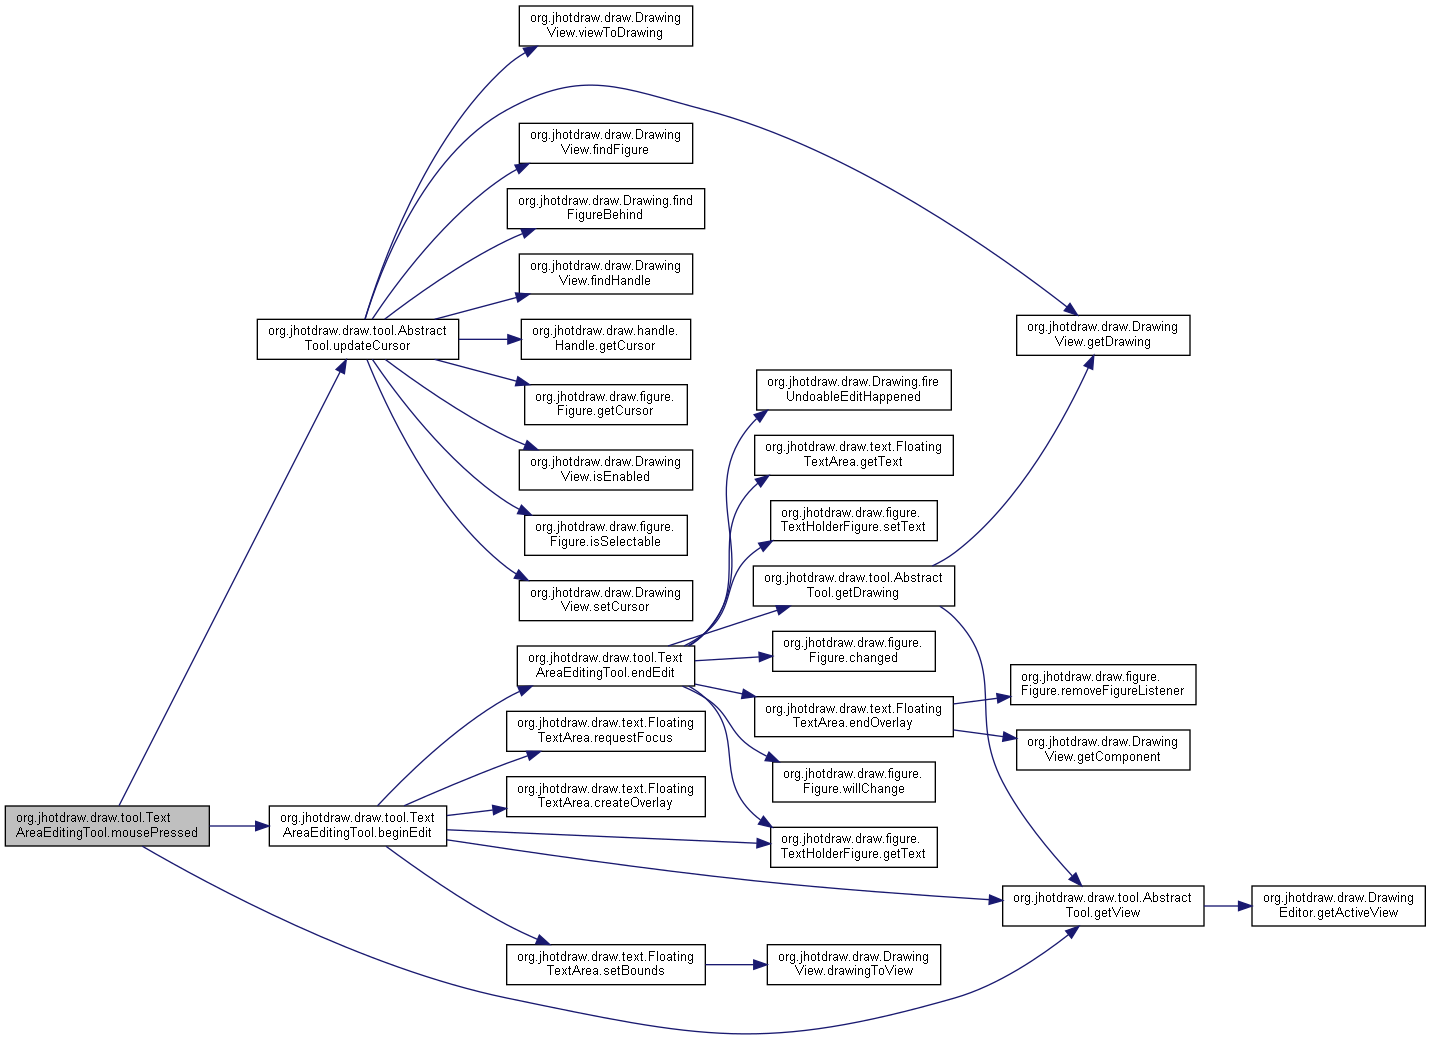 org.jhotdraw.draw.Drawing
View.viewToDrawing
org.jhotdraw.draw.Drawing
View.findFigure
org.jhotdraw.draw.Drawing.find
FigureBehind
org.jhotdraw.draw.Drawing
View.findHandle
org.jhotdraw.draw.tool.Abstract
Tool.updateCursor
org.jhotdraw.draw.handle.
Handle.getCursor
org.jhotdraw.draw.Drawing
View.getDrawing
org.jhotdraw.draw.figure.
Figure.getCursor
org.jhotdraw.draw.Drawing.fire
UndoableEditHappened
org.jhotdraw.draw.Drawing
View.isEnabled
org.jhotdraw.draw.text.Floating
TextArea.getText
org.jhotdraw.draw.figure.
Figure.isSelectable
org.jhotdraw.draw.figure.
TextHolderFigure.setText
org.jhotdraw.draw.Drawing
View.setCursor
org.jhotdraw.draw.tool.Abstract
Tool.getDrawing
org.jhotdraw.draw.tool.Text
AreaEditingTool.endEdit
org.jhotdraw.draw.figure.
Figure.changed
org.jhotdraw.draw.figure.
Figure.removeFigureListener
org.jhotdraw.draw.text.Floating
TextArea.requestFocus
org.jhotdraw.draw.text.Floating
TextArea.endOverlay
org.jhotdraw.draw.Drawing
View.getComponent
org.jhotdraw.draw.text.Floating
TextArea.createOverlay
org.jhotdraw.draw.figure.
Figure.willChange
org.jhotdraw.draw.tool.Text
AreaEditingTool.mousePressed
org.jhotdraw.draw.tool.Text
AreaEditingTool.beginEdit
org.jhotdraw.draw.figure.
TextHolderFigure.getText
org.jhotdraw.draw.tool.Abstract
Tool.getView
org.jhotdraw.draw.Drawing
Editor.getActiveView
org.jhotdraw.draw.text.Floating
TextArea.setBounds
org.jhotdraw.draw.Drawing
View.drawingToView